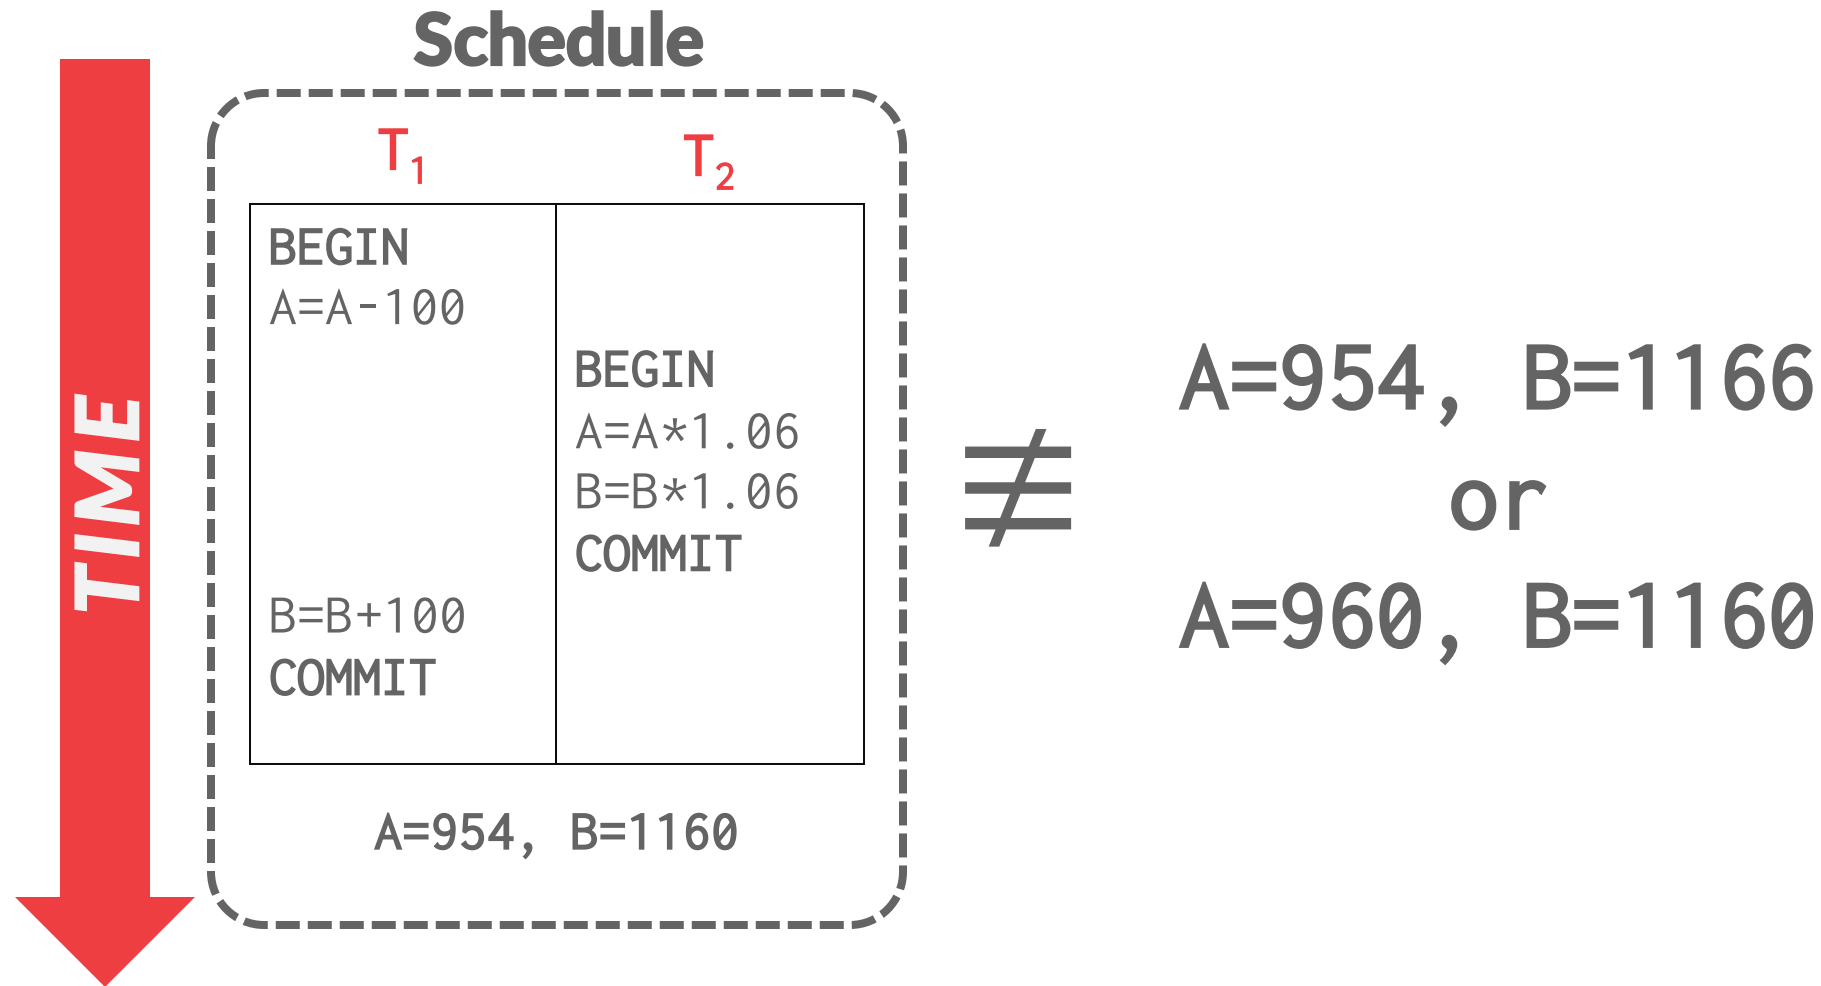 Schedule
TIME
T1 T2
BEGIN
A=A-100
BEGIN
A=A*1.06
B=B*1.06
COMMIT
B=B+100
COMMIT
A=954, B=1160
≢
A=954, B=1166
or
A=960, B=1160